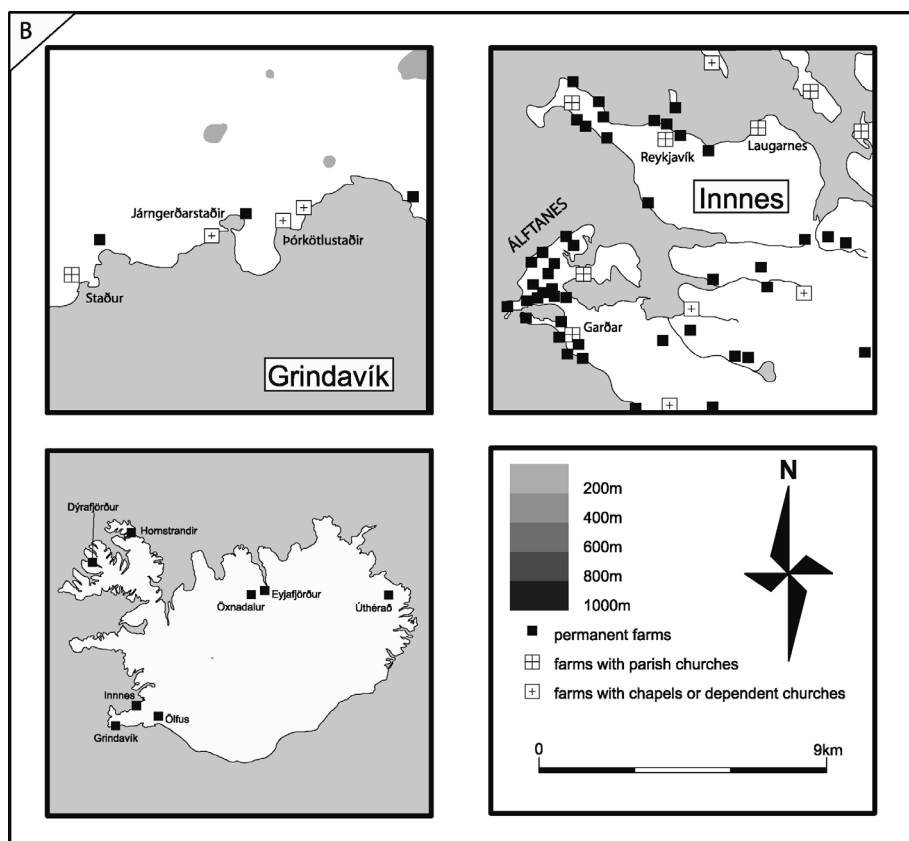 B
Járngerðarstaðir
Þórkötlustaðir
Staður
Grindavík
Reykjavík
Laugarnes
Innnes
ÁLFTANES
Garðar
Dýrafjörður
Hornstrandir
Öxnadalur
Eyjafjörður
Úthérað
Innnes
Ölfus
Grindavík
200m
400m
600m
800m
1000m
N
permanent farms
farms with parish churches
farms with chapels or dependent churches
0
9km